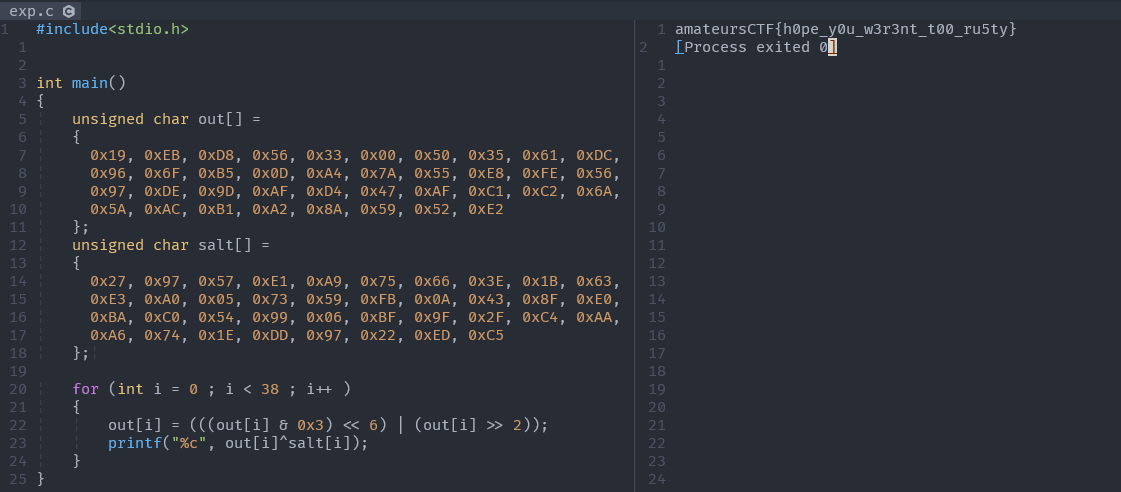 exp.c
1 #include<stdio.h>
1
2
3 int main()
4 {
5 unsigned char out[] =
6 {
7 0x19, 0xEB, 0xD8, 0x56, 0x33, 0x00, 0x50, 0x35, 0x61, 0xDC,
8 0x96, 0x6F, 0xB5, 0x0D, 0xA4, 0x7A, 0x55, 0xE8, 0xFE, 0x56,
9 0x97, 0xDE, 0x9D, 0xAF, 0xD4, 0x47, 0xAF, 0xC1, 0xC2, 0x6A,
10 0x5A, 0xAC, 0xB1, 0xA2, 0x8A, 0x59, 0x52, 0xE2
11 };
12 unsigned char salt[] =
13 {
14 0x27, 0x97, 0x57, 0xE1, 0xA9, 0x75, 0x66, 0x3E, 0x1B, 0x63,
15 0xE3, 0xA0, 0x05, 0x73, 0x59, 0xFB, 0x0A, 0x43, 0x8F, 0xE0,
16 0xBA, 0xC0, 0x54, 0x99, 0x06, 0xBF, 0x9F, 0x2F, 0xC4, 0xAA,
17 0xA6, 0x74, 0x1E, 0xDD, 0x97, 0x22, 0xED, 0xC5
18 };
19
20 for (int i = 0 ; i < 38 ; i++ )
21 {
22 out[i] = (((out[i] & 0x3) << 6) | (out[i] >> 2));
23 printf("%c", out[i]^salt[i]);
24 }
25 }
1 amateursCTF{h0pe_y0u_w3r3nt_t00_ru5ty}
2 [Process exited 0]
1
2
3
4
5
6
7
8
9
10
11
12
13
14
15
16
17
18
19
20
21
22
23
24